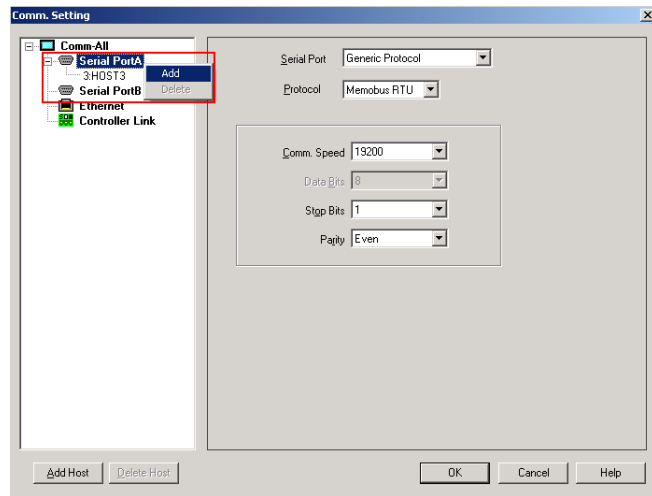 Comm. Setting
Comm-All
Serial PortA
3:HOST3
Serial PortB
Ethernet
Controller Link
Add
Delete
Serial Port Generic Protocol
Protocol Memobus RTU
Comm. Speed 19200
Data Bits 8
Stop Bits 1
Parity Even
Add Host
Delete Host
OK
Cancel
Help